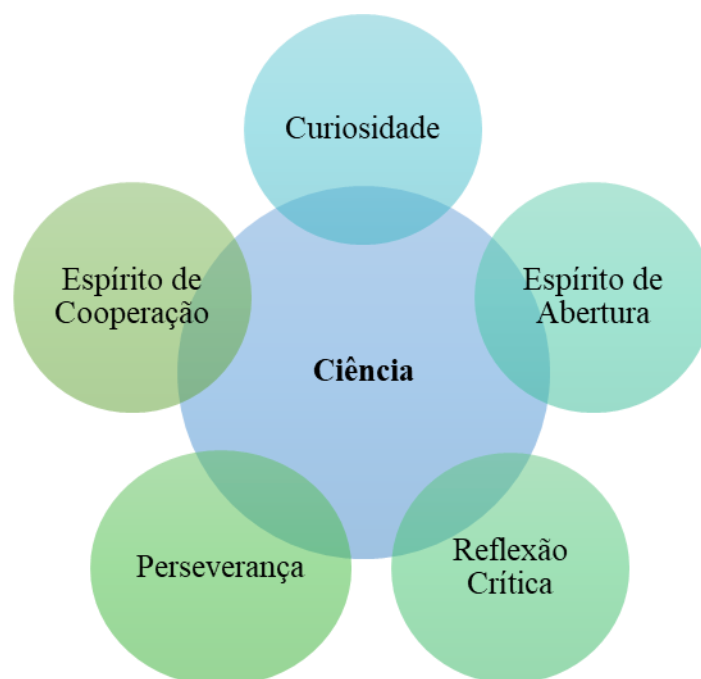 Curiosidade
Espírito de
Cooperação
Espírito de
Abertura
Ciência
Perseverança
Reflexão
Crítica